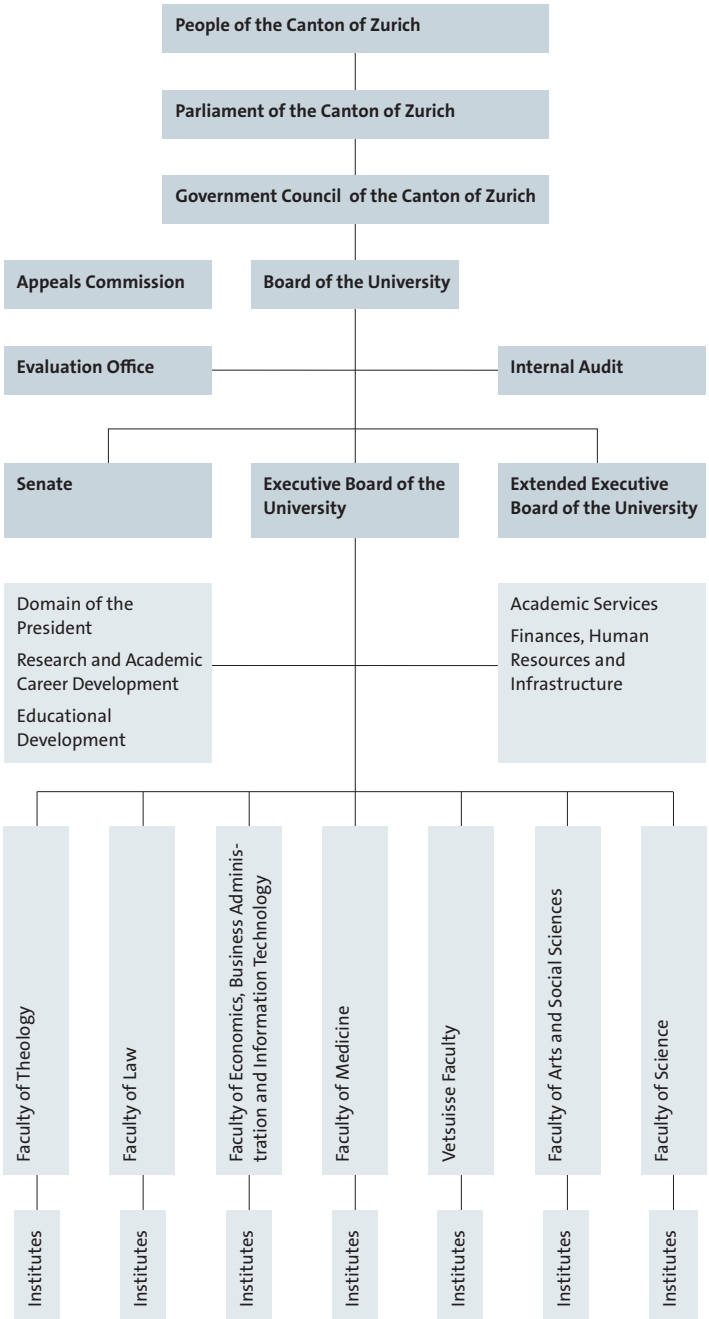 People of the Canton of Zurich
Parliament of the Canton of Zurich
Government Council of the Canton of Zurich
Appeals Commission
Board of the University
Evaluation Office
Internal Audit
Senate
Executive Board of the
University
Extended Executive
Board of the University
Domain of the
President
Research and Academic
Career Development
Educational
Development
Academic Services
Finances, Human
Resources and
Infrastructure
Faculty of Theology
Faculty of Law
Faculty of Economics, Business Adminis-
tration and Information Technology
Faculty of Medicine
Vetsuisse Faculty
Faculty of Arts and Social Sciences
Faculty of Science
Institutes
Institutes
Institutes
Institutes
Institutes
Institutes
Institutes